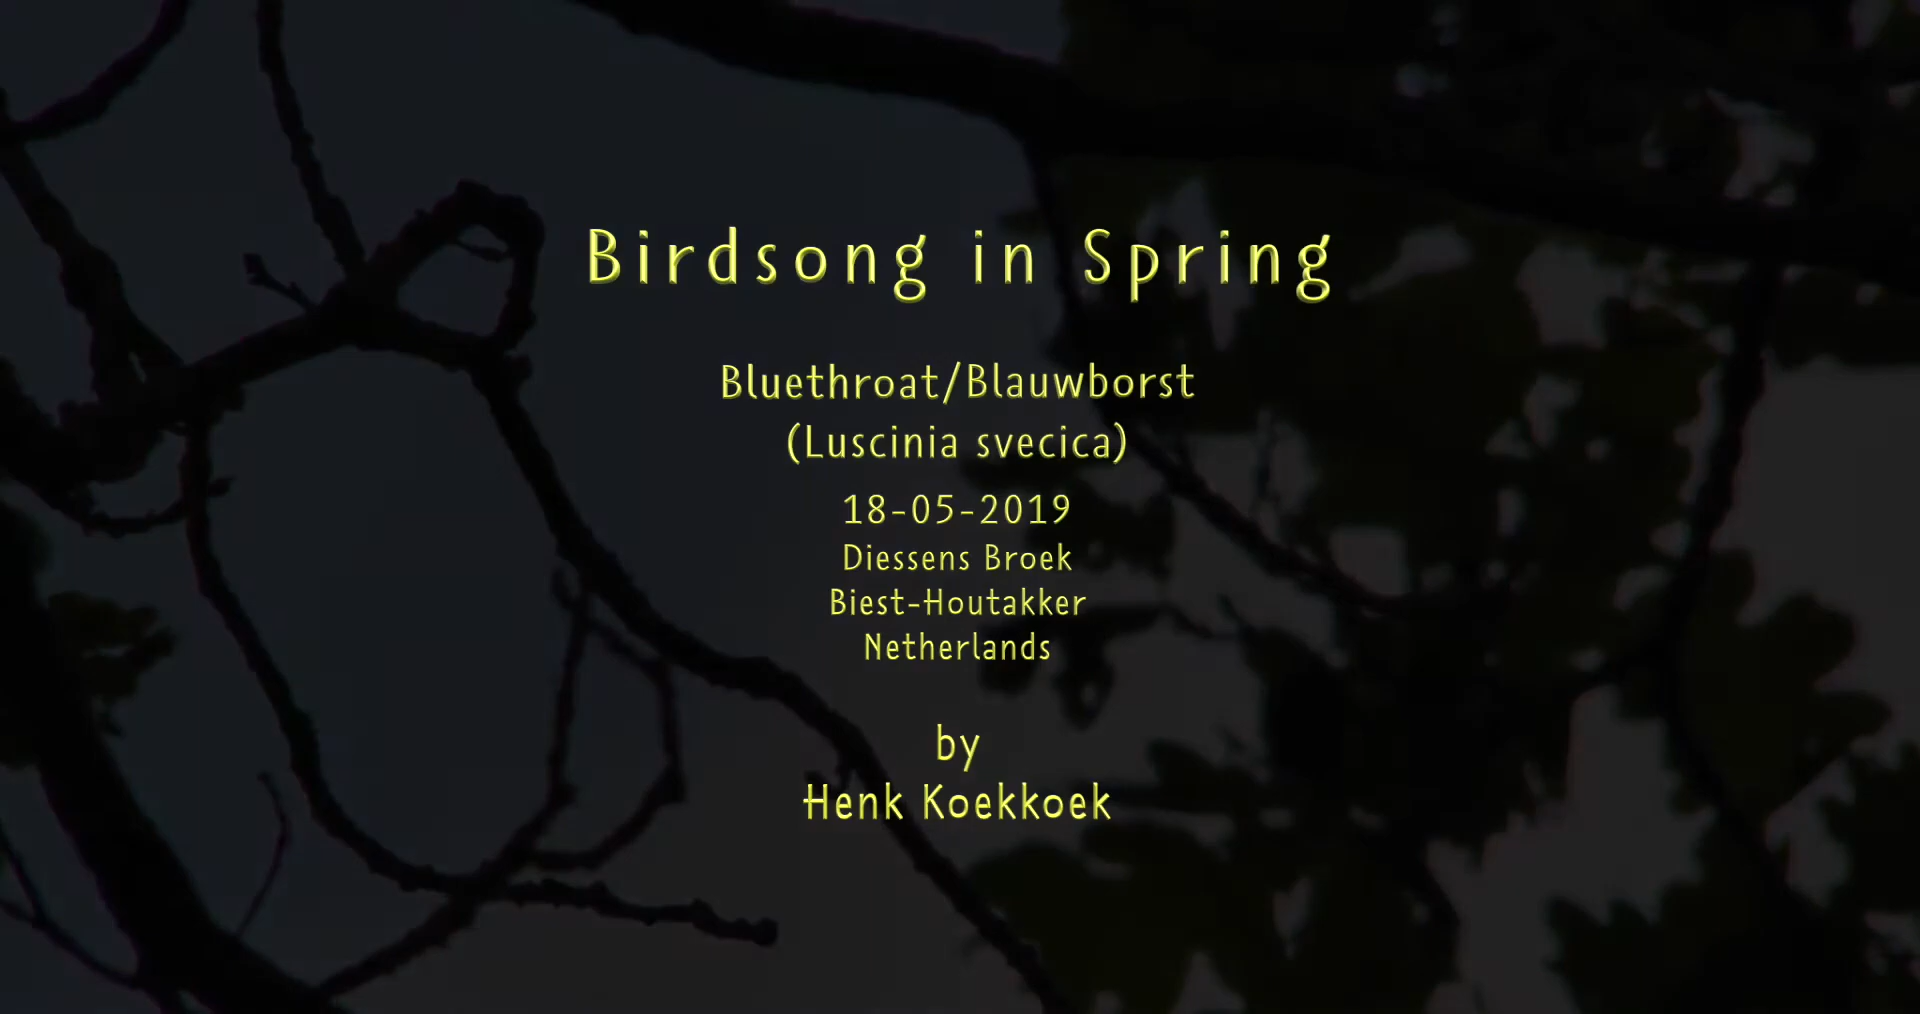 Birdsong in Spring
Bluethroat/Blauwborst
(Luscinia svecica)
18-05-2019
Diessens Broek
Biest-Houtakker
Netherlands
by
Henk Koekkoek